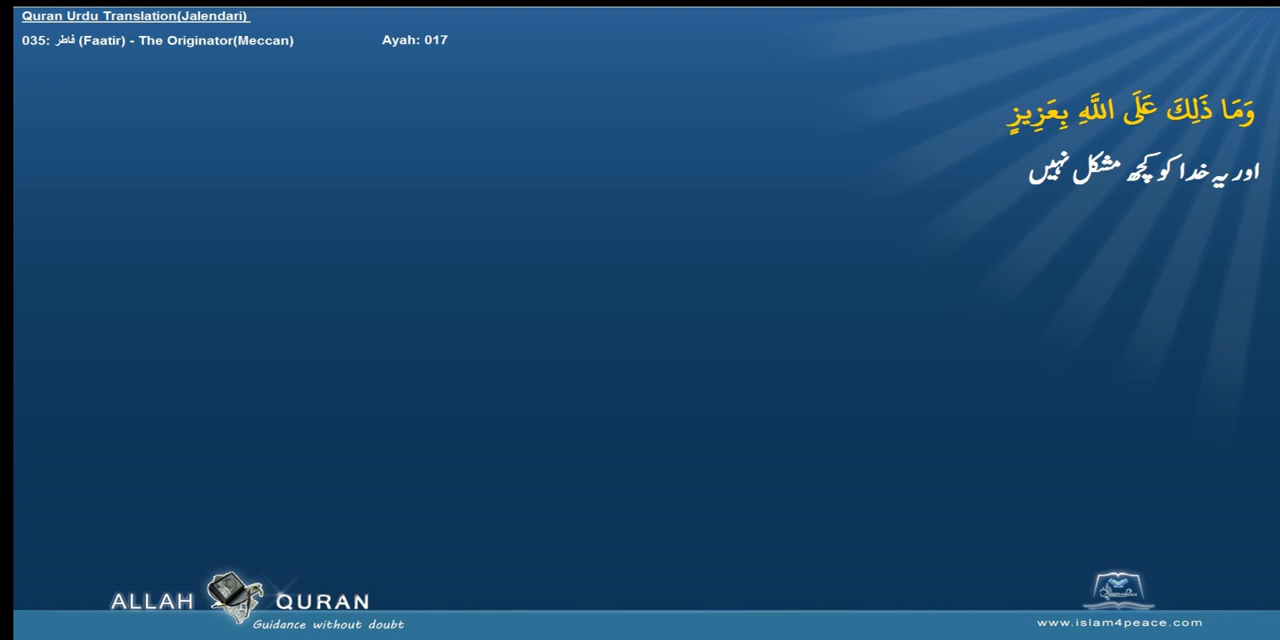 Quran Urdu Translation(Jalendari)
035: فاطر (Faatir) - The Originator(Meccan) Ayah: 017
وَمَا ذَلِكَ عَلَى اللَّهِ بِعَزِيزٍ
اور یہ خدا کو کچھ مشکل نہیں
ALLAH QURAN
Guidance without doubt
www.islam4peace.com